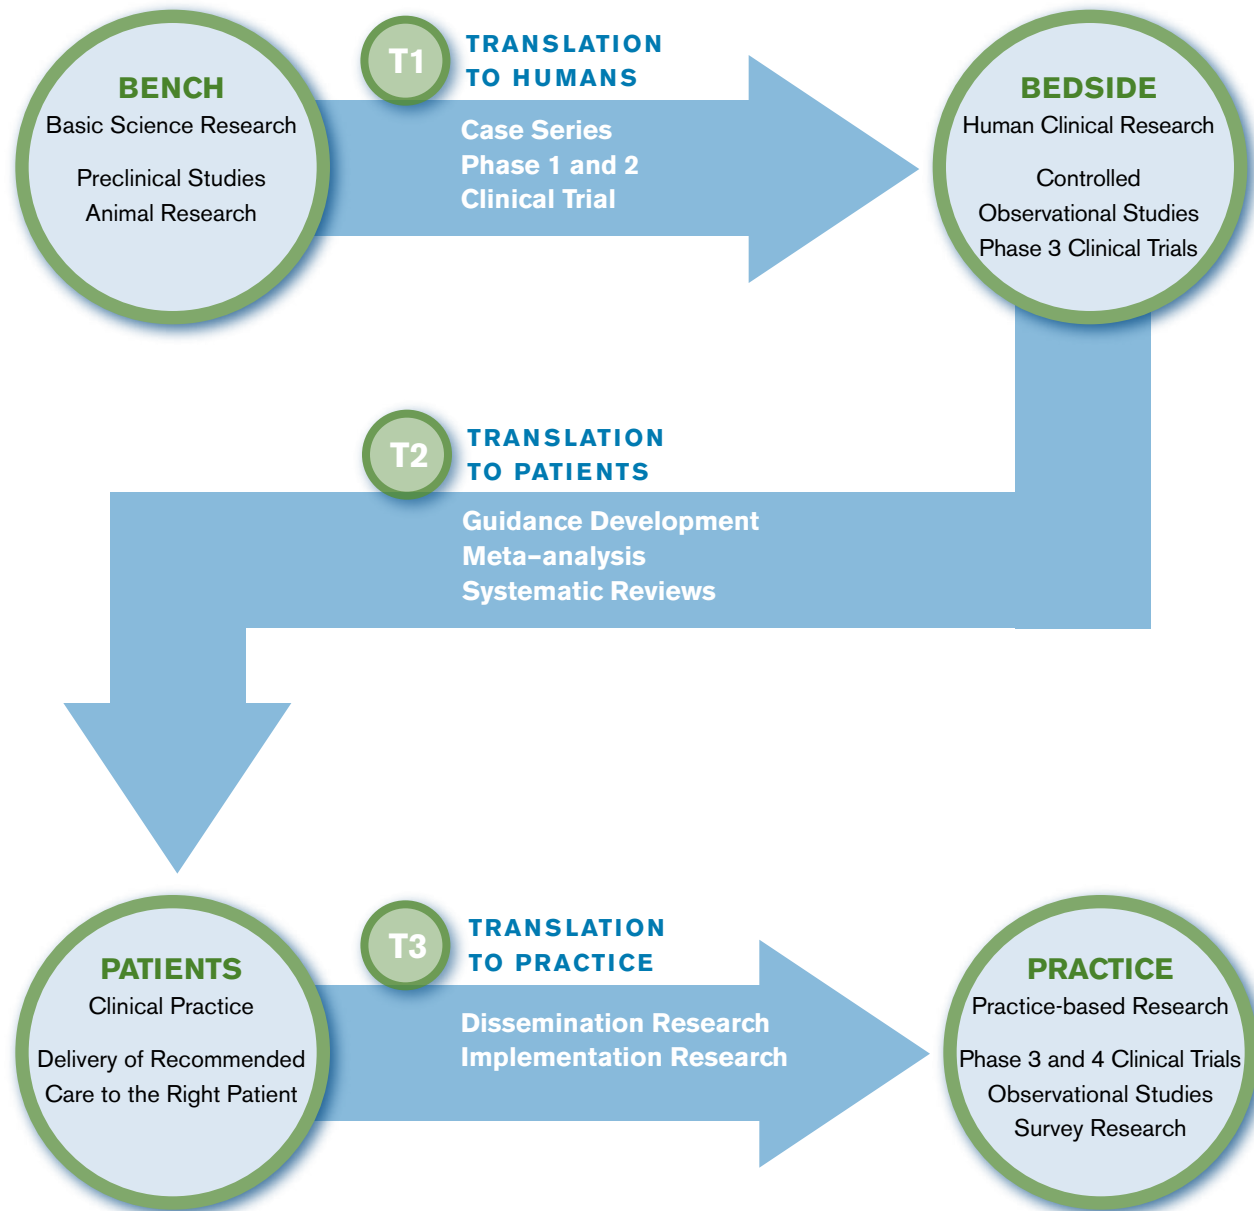 BENCH
Basic Science Research
Preclinical Studies
Animal Research
T1
TRANSLATION
TO HUMANS
Case Series
Phase 1 and 2
Clinical Trial
BEDSIDE
Human Clinical Research
Controlled
Observational Studies
Phase 3 Clinical Trials
T2
TRANSLATION
TO PATIENTS
Guidance Development
Meta–analysis
Systematic Reviews
PATIENTS
Clinical Practice
Delivery of Recommended
Care to the Right Patient
T3
TRANSLATION
TO PRACTICE
Dissemination Research
Implementation Research
PRACTICE
Practice-based Research
Phase 3 and 4 Clinical Trials
Observational Studies
Survey Research